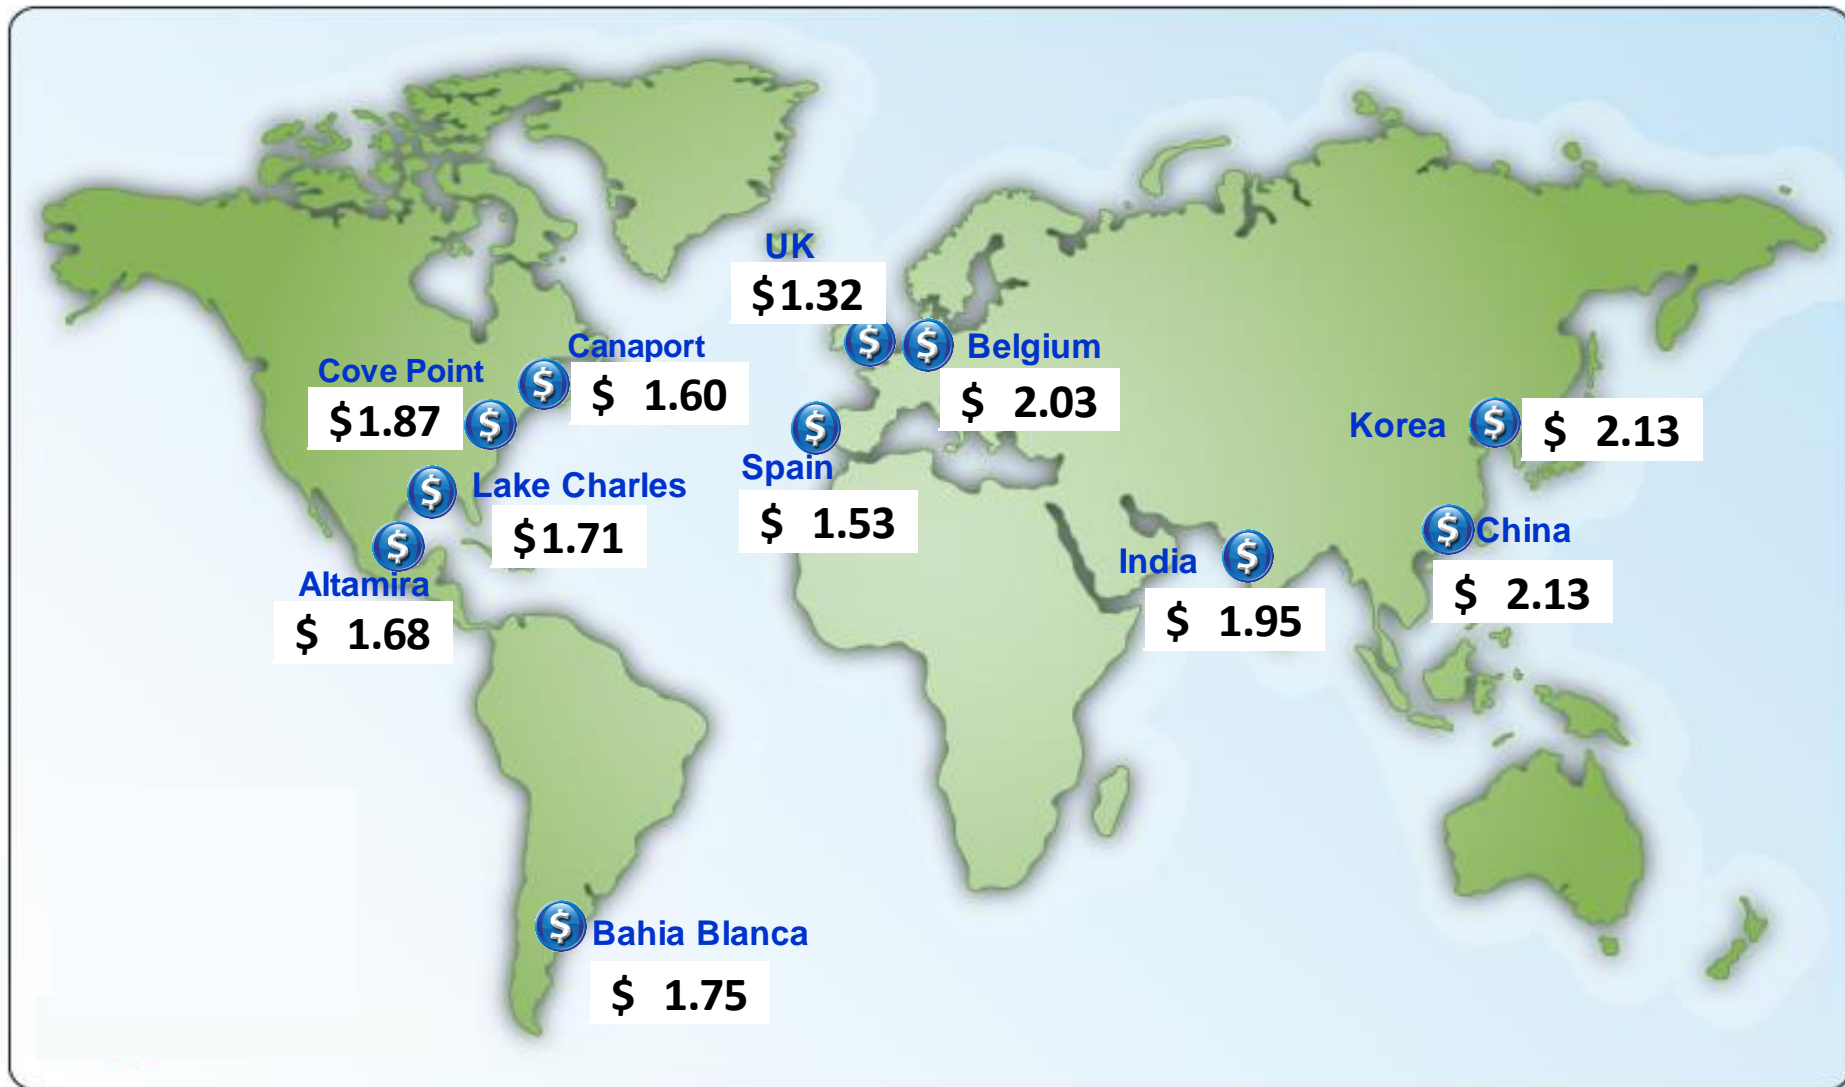 UK
$1.32
Canaport
$ 1.60
Cove Point
$1.87
Belgium
$ 2.03
Korea
$ 2.13
Spain
$ 1.53
Lake Charles
$1.71
China
$ 2.13
India
$ 1.95
Altamira
$ 1.68
Bahia Blanca
$ 1.75